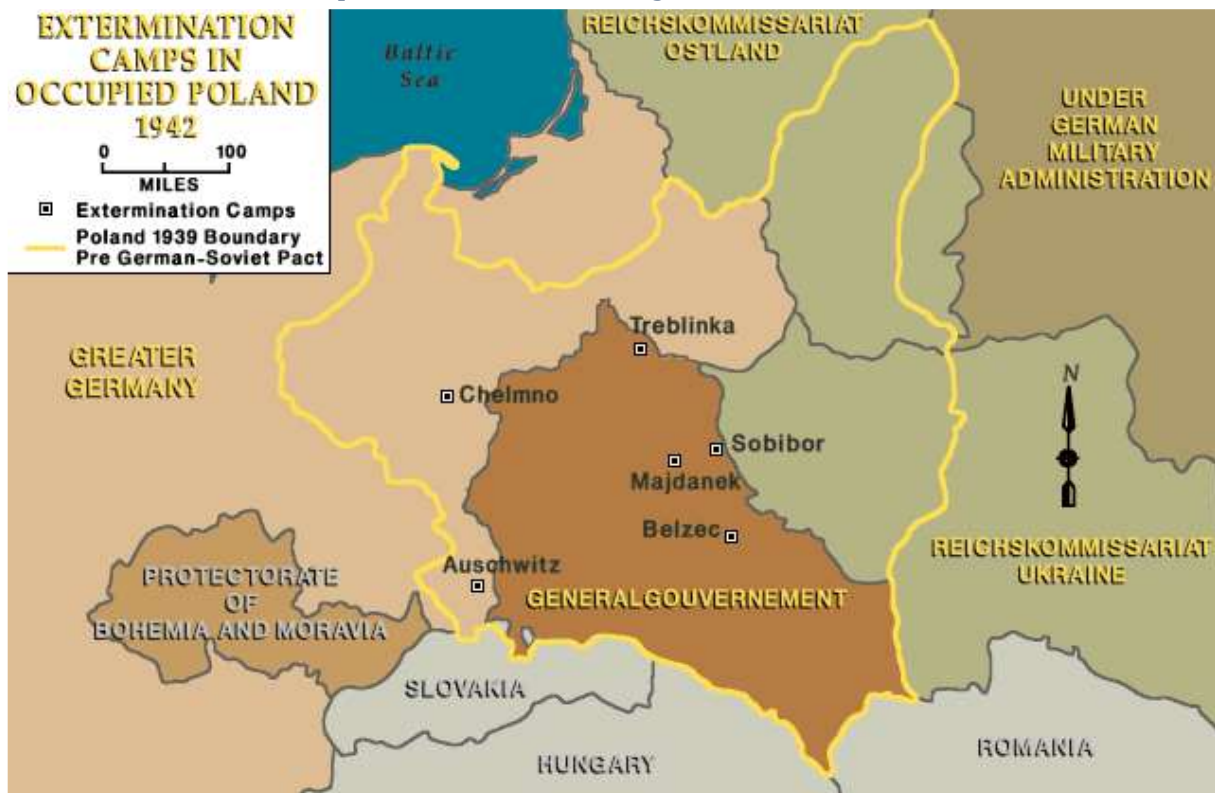 EXTERMINATION
CAMPS IN
OCCUPIED POLAND
1942
0 100
MILES
Extermination Camps
Poland 1939 Boundary
Pre German-Soviet Pact
Baltic
Sea
REICHSKOMMISSARIAT
OSTLAND
UNDER
GERMAN
MILITARY
ADMINISTRATION
GREATER
GERMANY
Treblinka
Chelmno
N
Sobibor
Majdanek
Belzec
REICHSKOMMISSARIAT
UKRAINE
Auschwitz
GENERALGOUVERNEMENT
PROTECTORATE
OF
BOHEMIA AND MORAVIA
SLOVAKIA
HUNGARY
ROMANIA